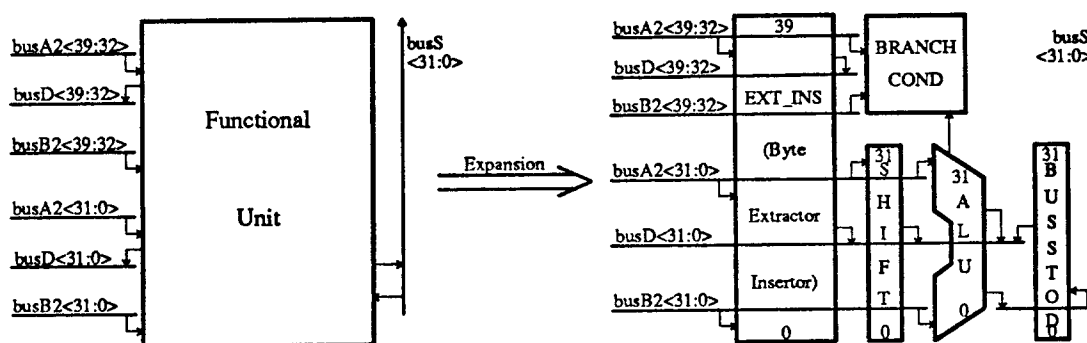 busA2<39:32>
busD<39:32>
busB2<39:32>
busA2<31:0>
busD<31:0>
busB2<31:0>
Functional
Unit
busS
<31:0>
Expansion
busA2<39:32>
busD<39:32>
busB2<39:32>
busA2<31:0>
busD<31:0>
busB2<31:0>
39
EXT_INS
(Byte
Extractor
Insertor)
0
BRANCH
COND
31
SHIFT
0
31
ALU
0
busS
<31:0>
31
BUSSTOD
0